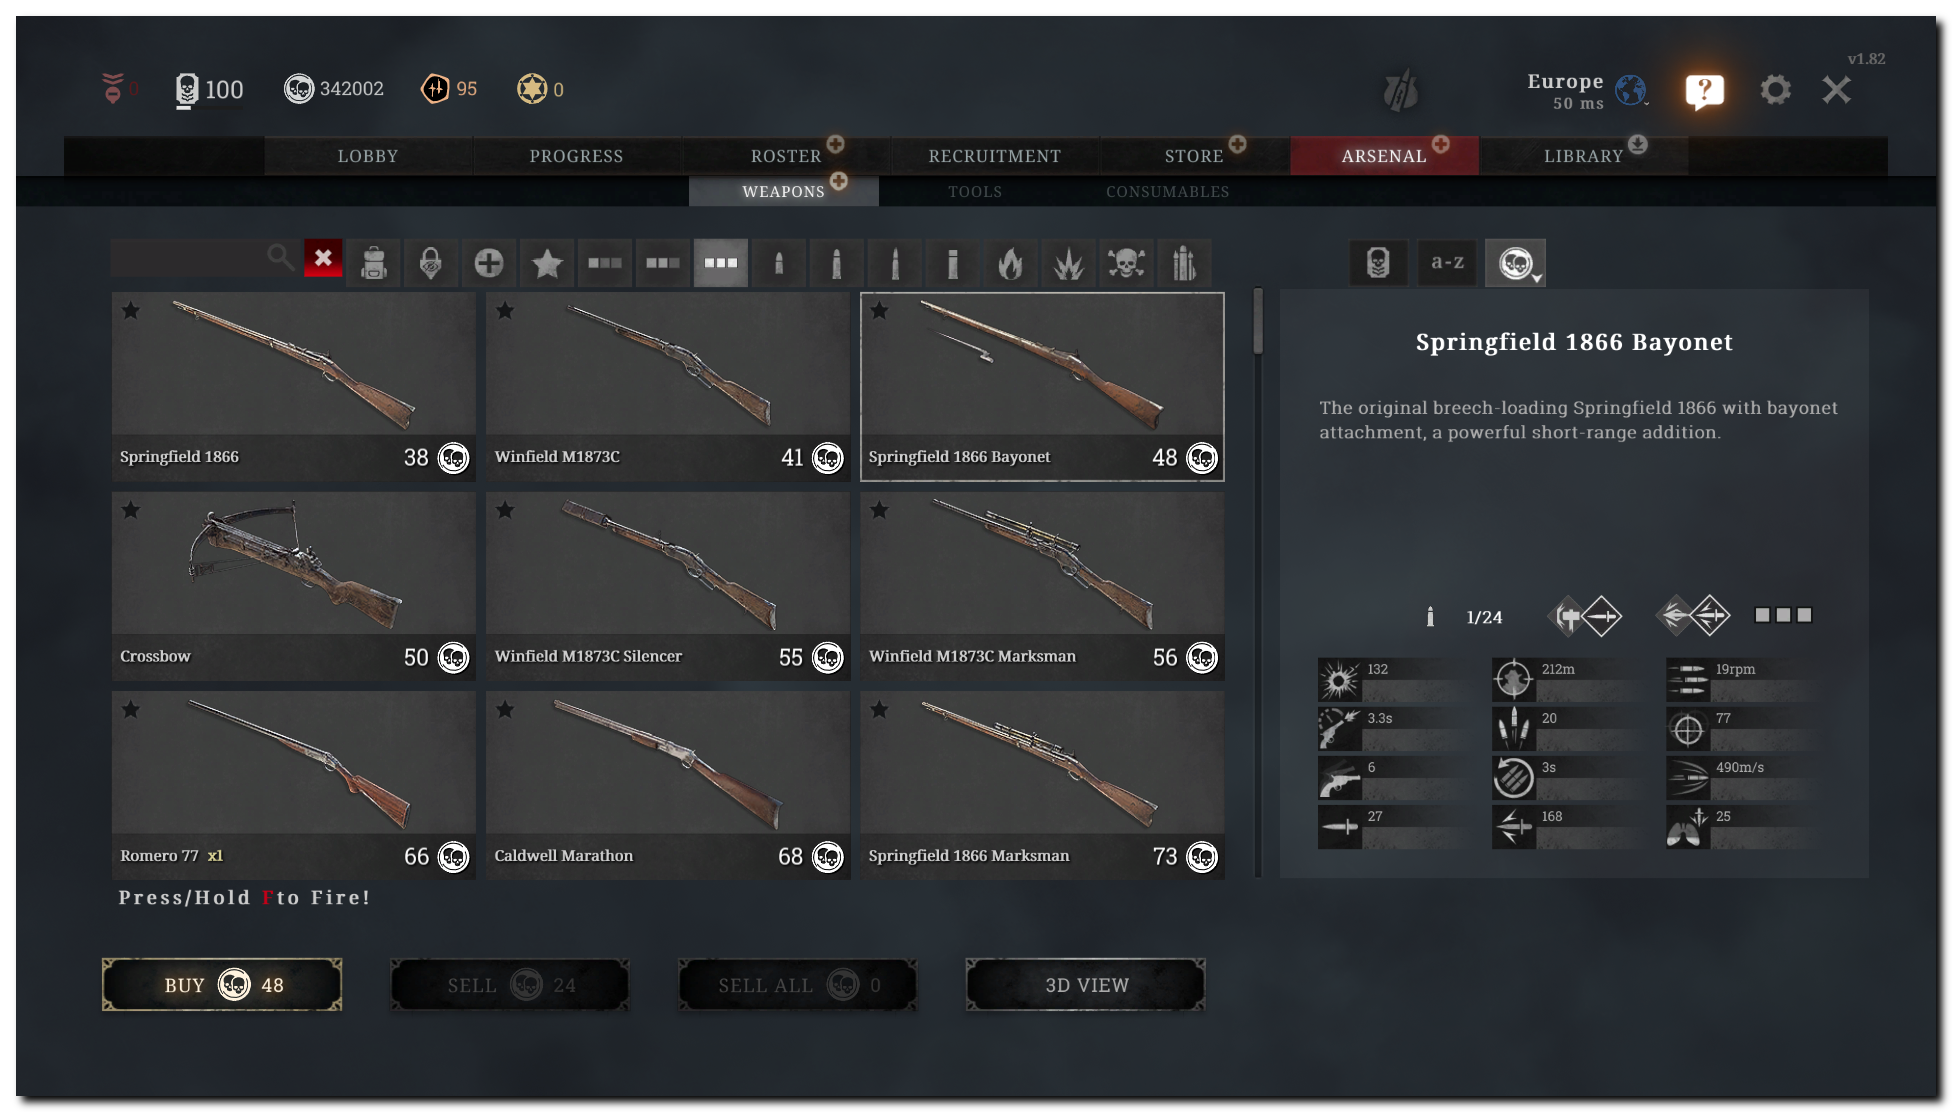 v1.82
0
100
342002
95
0
Europe
50 ms
?
LOBBY
PROGRESS
ROSTER
RECRUITMENT
STORE
ARSENAL
LIBRARY
WEAPONS
TOOLS
CONSUMABLES
a-z
Springfield 1866 38
Winfield M1873C 41
Springfield 1866 Bayonet 48
Crossbow 50
Winfield M1873C Silencer 55
Winfield M1873C Marksman 56
Romero 77 x1 66
Caldwell Marathon 68
Springfield 1866 Marksman 73
Springfield 1866 Bayonet
The original breech-loading Springfield 1866 with bayonet
attachment, a powerful short-range addition.
1/24
132
212m
19rpm
3.3s
20
77
6
3s
490m/s
27
168
25
Press/Hold F to Fire!
BUY 48
SELL 24
SELL ALL 0
3D VIEW